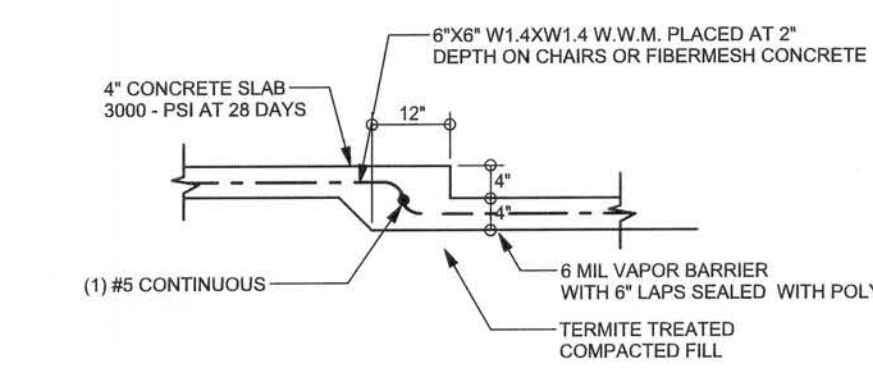 6"X6" W1.4XW1.4 W.W.M. PLACED AT 2"
DEPTH ON CHAIRS OR FIBERMESH CONCRETE
4" CONCRETE SLAB
3000 - PSI AT 28 DAYS
12"
4"
4"
(1) #5 CONTINUOUS
6 MIL VAPOR BARRIER
WITH 6" LAPS SEALED WITH POLY
TERMITE TREATED
COMPACTED FILL